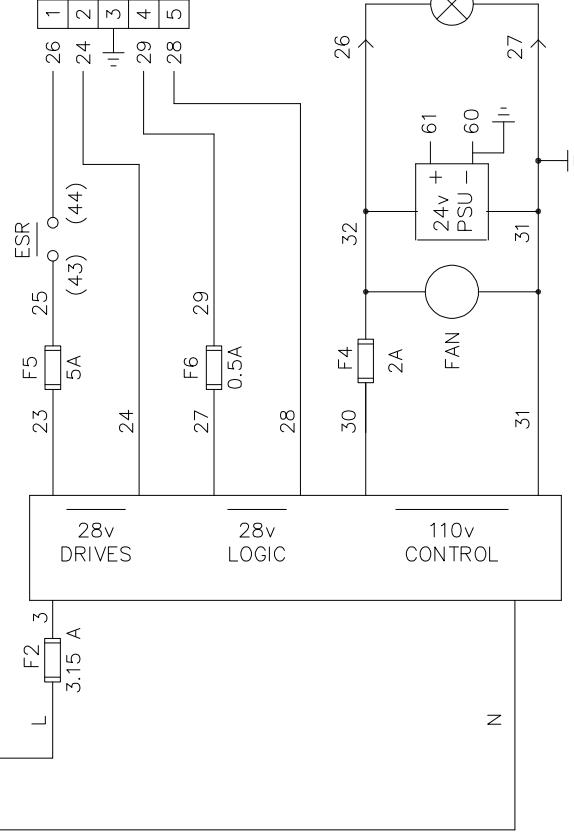 1
2
3
4
5
26
24
29
28
26
27
61
60
+
−
24v
PSU
(44)
ESR
(43)
32
31
25
29
FAN
F5
5A
F6
0.5A
F4
2A
23
24
27
28
30
31
28v
DRIVES
28v
LOGIC
110v
CONTROL
3
F2
3.15 A
L
N